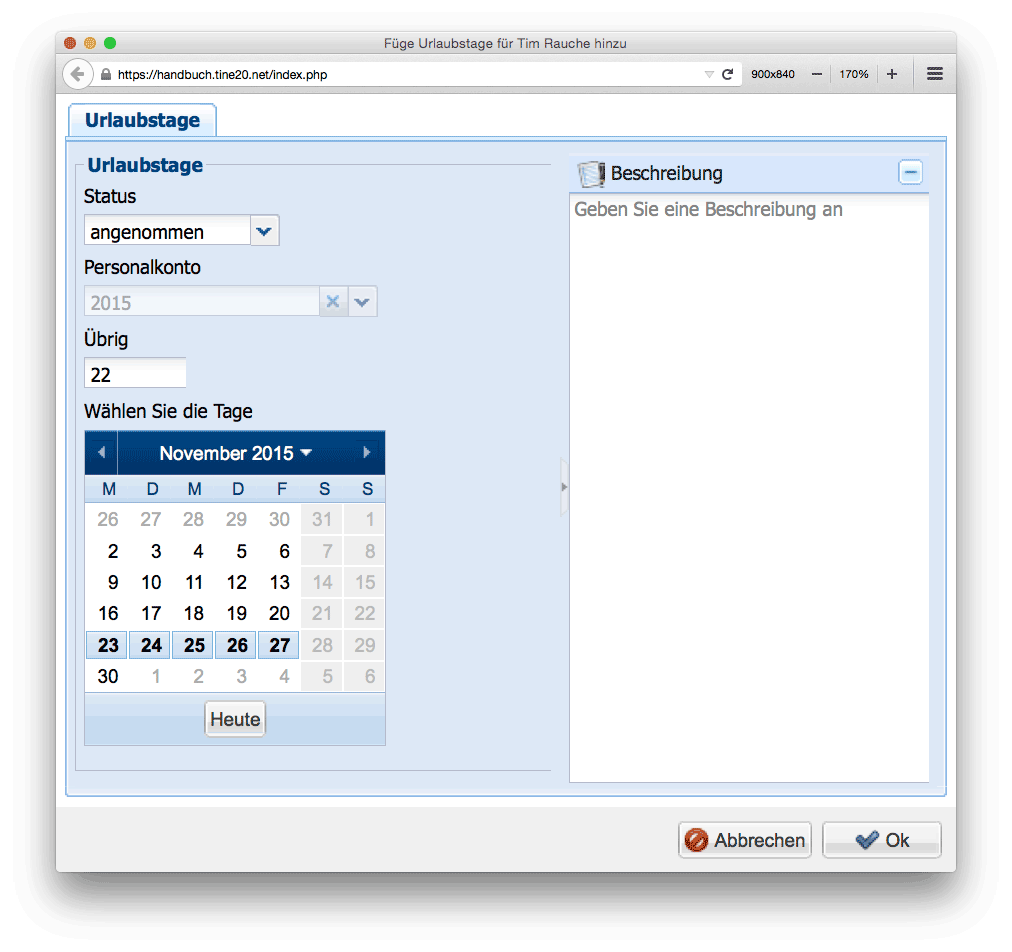 Füge Urlaubstage für Tim Rauche hinzu
https://handbuch.tine20.net/index.php
900x840
170%
Urlaubstage
Urlaubstage
Status
angenommen
Personalkonto
2015
Übrig
22
Wählen Sie die Tage
November 2015
M D M D F S S
26 27 28 29 30 31 1
2 3 4 5 6 7 8
9 10 11 12 13 14 15
16 17 18 19 20 21 22
23 24 25 26 27 28 29
30 1 2 3 4 5 6
Heute
Beschreibung
Geben Sie eine Beschreibung an
Abbrechen
Ok